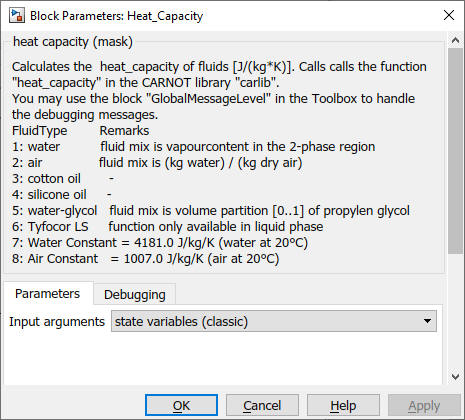 Block Parameters: Heat_Capacity
heat capacity (mask)
Calculates the heat_capacity of fluids [J/(kg*K)]. Calls calls the function
"heat_capacity" in the CARNOT library "carlib".
You may use the block "GlobalMessageLevel" in the Toolbox to handle
the debugging messages.
FluidType Remarks
1: water fluid mix is vapourcontent in the 2-phase region
2: air fluid mix is (kg water) / (kg dry air)
3: cotton oil -
4: silicone oil -
5: water-glycol fluid mix is volume partition [0..1] of propylen glycol
6: Tyfocor LS function only available in liquid phase
7: Water Constant = 4181.0 J/kg/K (water at 20°C)
8: Air Constant = 1007.0 J/kg/K (air at 20°C)
Parameters Debugging
Input arguments state variables (classic)
OK Cancel Help Apply